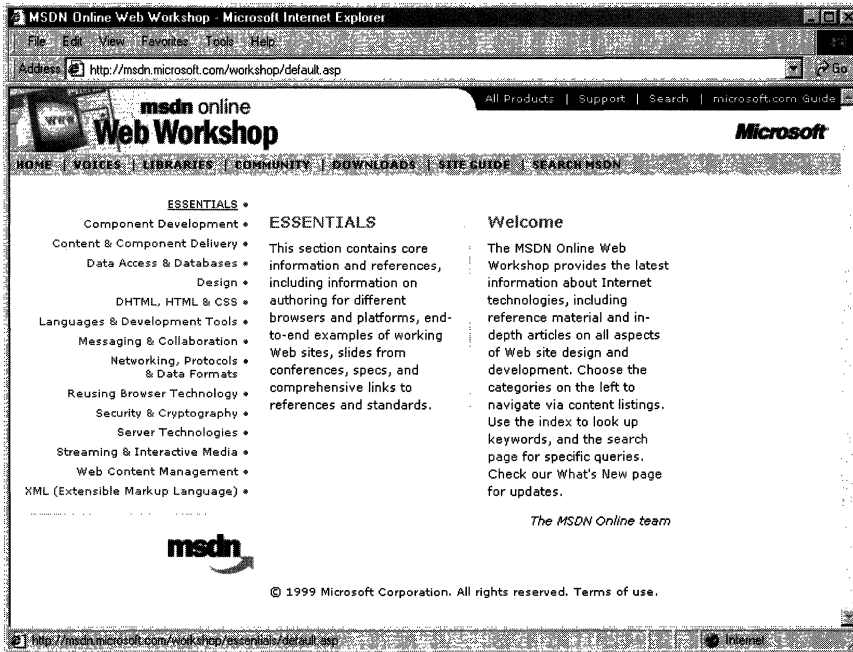 MSDN Online Web Workshop - Microsoft Internet Explorer
File Edit View Favorites Tools Help
Address http://msdn.microsoft.com/workshop/default.asp Go
All Products | Support | Search | microsoft.com Guide
WWW
msdn online
Web Workshop
Microsoft
HOME | VOICES | LIBRARIES | COMMUNITY | DOWNLOADS | SITE GUIDE | SEARCH MSDN
ESSENTIALS •
Component Development •
Content & Component Delivery •
Data Access & Databases •
Design •
DHTML, HTML & CSS •
Languages & Development Tools •
Messaging & Collaboration •
Networking, Protocols •
& Data Formats
Reusing Browser Technology •
Security & Cryptography •
Server Technologies •
Streaming & Interactive Media •
Web Content Management •
XML (Extensible Markup Language) •
msdn
ESSENTIALS
This section contains core
information and references,
including information on
authoring for different
browsers and platforms, end-
to-end examples of working
Web sites, slides from
conferences, specs, and
comprehensive links to
references and standards.
Welcome
The MSDN Online Web
Workshop provides the latest
information about Internet
technologies, including
reference material and in-
depth articles on all aspects
of Web site design and
development. Choose the
categories on the left to
navigate via content listings.
Use the index to look up
keywords, and the search
page for specific queries.
Check our What's New page
for updates.
The MSDN Online team
© 1999 Microsoft Corporation. All rights reserved. Terms of use.
http://msdn.microsoft.com/workshop/essentials/default.asp
Internet